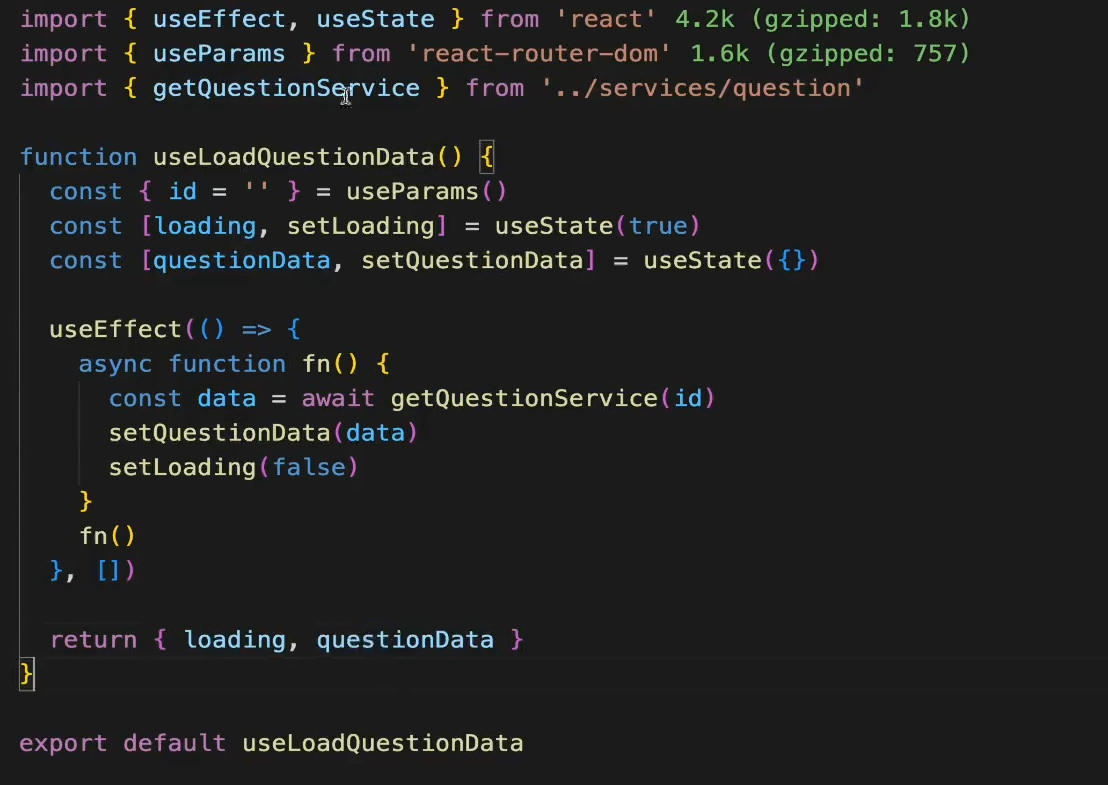 import { useEffect, useState } from 'react' 4.2k (gzipped: 1.8k)
import { useParams } from 'react-router-dom' 1.6k (gzipped: 757)
import { getQuestionService } from '../services/question'
function useLoadQuestionData() {
const { id = '' } = useParams()
const [loading, setLoading] = useState(true)
const [questionData, setQuestionData] = useState({})
useEffect(() => {
async function fn() {
const data = await getQuestionService(id)
setQuestionData(data)
setLoading(false)
}
fn()
}, [])
return { loading, questionData }
}
export default useLoadQuestionData